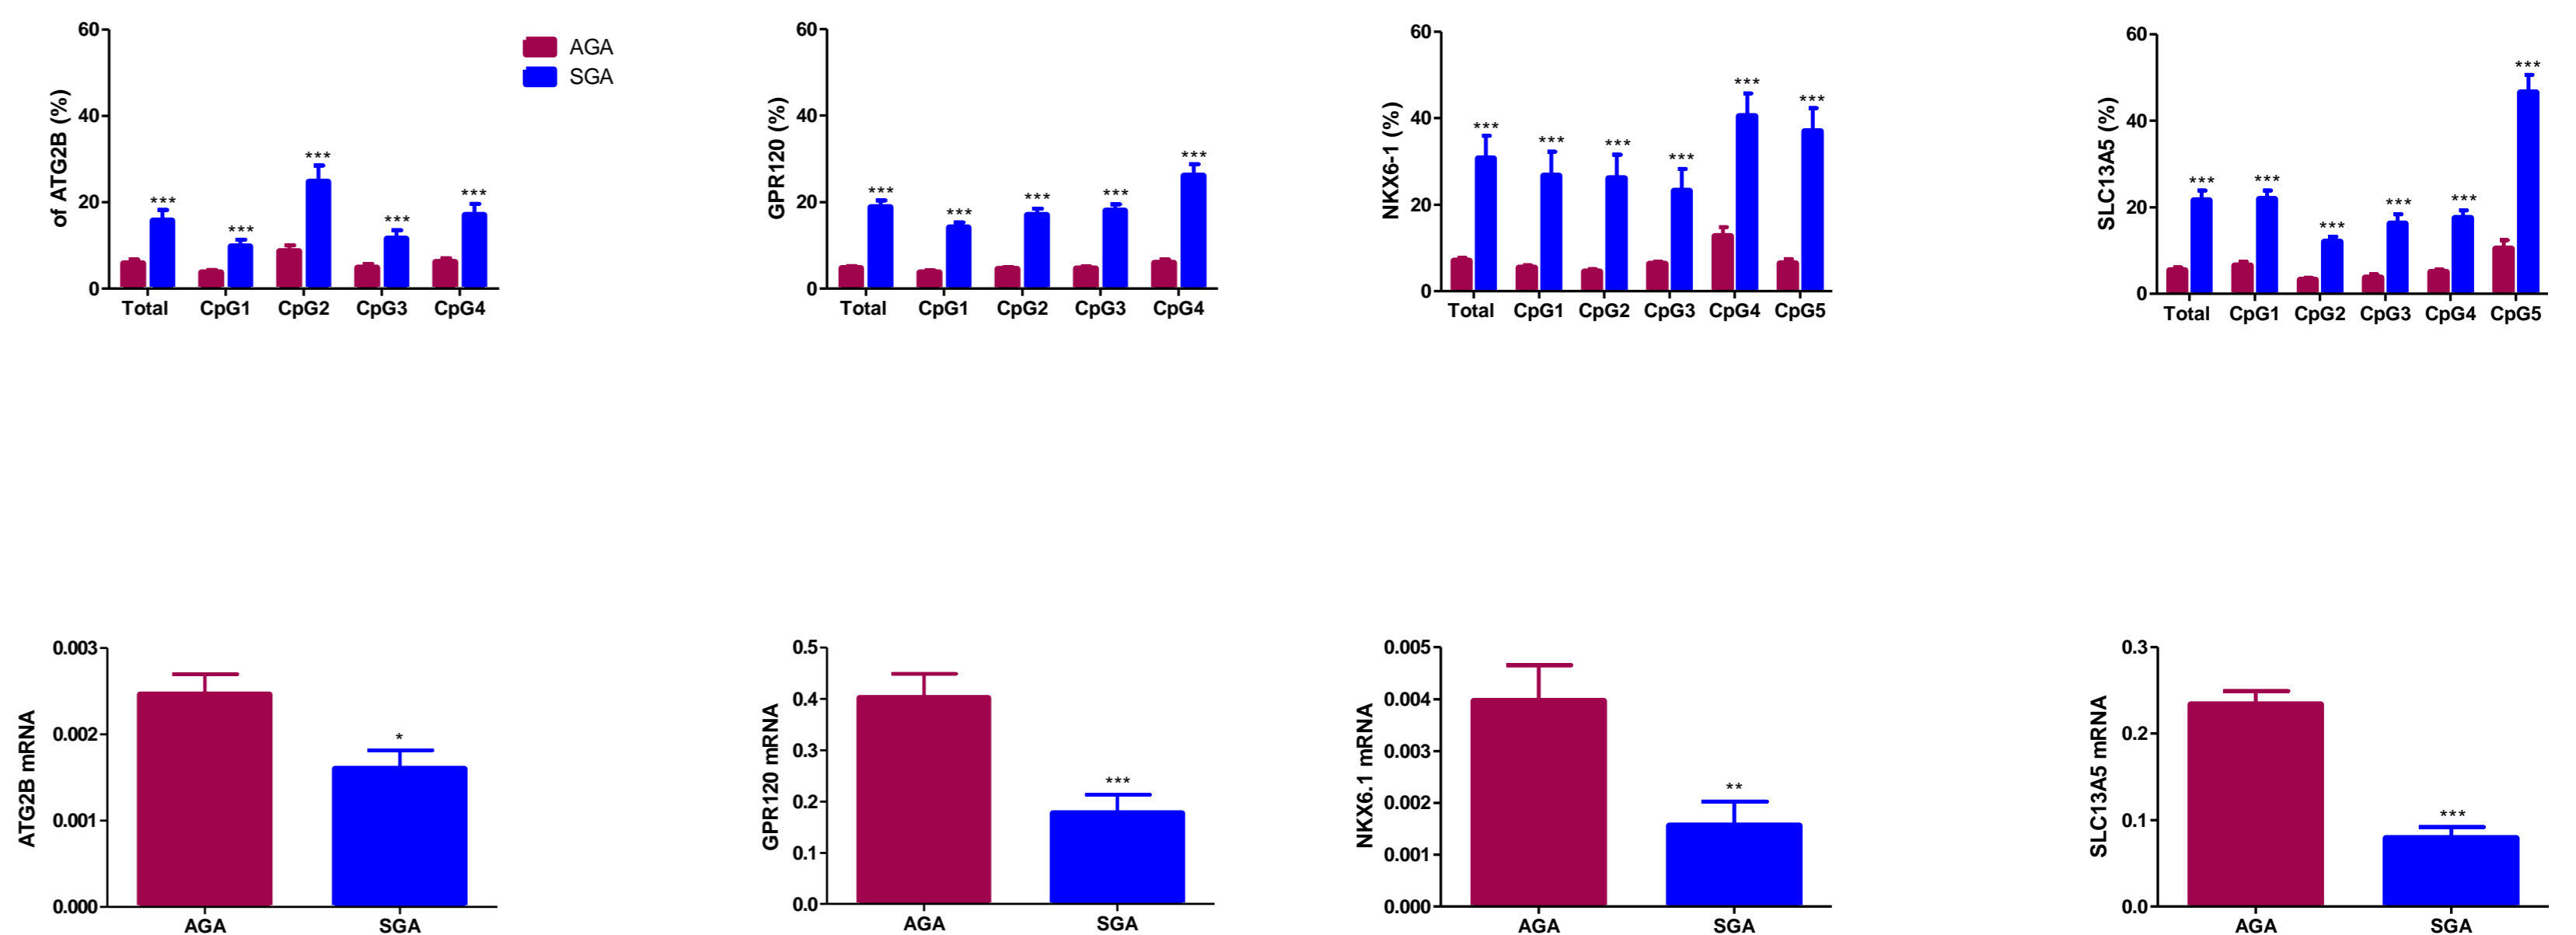 of ATG2B (%)
60
40
20
0
*** *** *** *** ***
Total CpG1 CpG2 CpG3 CpG4
AGA
SGA
GPR120 (%)
60
40
20
0
*** *** *** *** ***
Total CpG1 CpG2 CpG3 CpG4
NKX6-1 (%)
60
40
20
0
*** *** *** *** *** ***
Total CpG1 CpG2 CpG3 CpG4 CpG5
SLC13A5 (%)
60
40
20
0
*** *** *** *** *** ***
Total CpG1 CpG2 CpG3 CpG4 CpG5
ATG2B mRNA
0.003
0.002
0.001
0.000
*
AGA SGA
GPR120 mRNA
0.5
0.4
0.3
0.2
0.1
0.0
***
AGA SGA
NKX6.1 mRNA
0.005
0.004
0.003
0.002
0.001
0.000
**
AGA SGA
SLC13A5 mRNA
0.3
0.2
0.1
0.0
***
AGA SGA